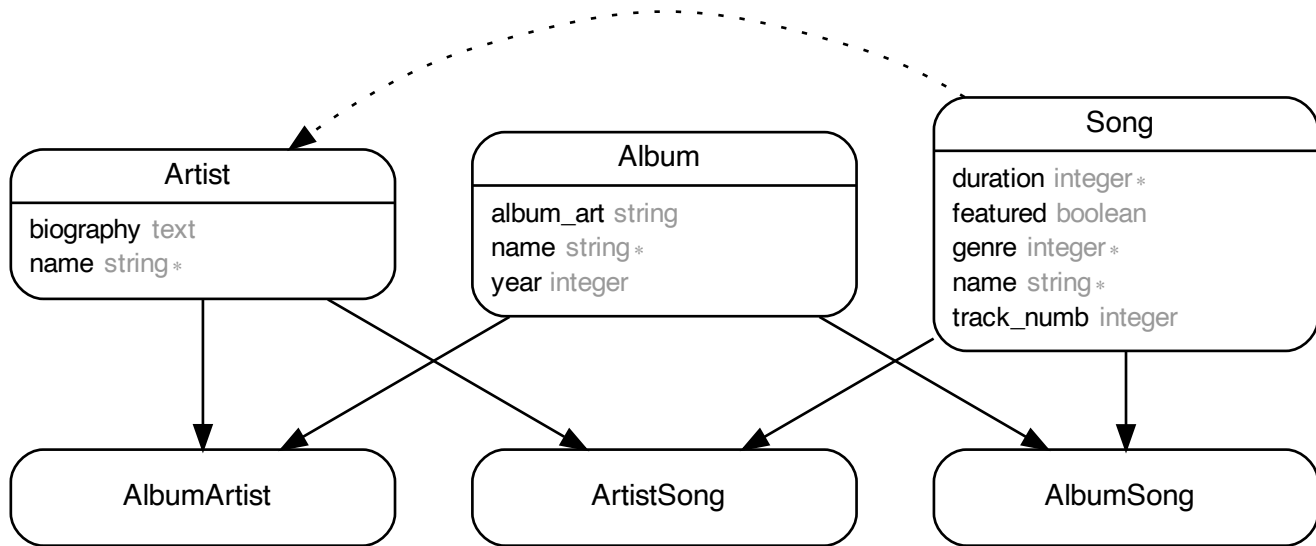 Artist
biography text
name string*
Album
album_art string
name string*
year integer
Song
duration integer*
featured boolean
genre integer*
name string*
track_numb integer
AlbumArtist
ArtistSong
AlbumSong